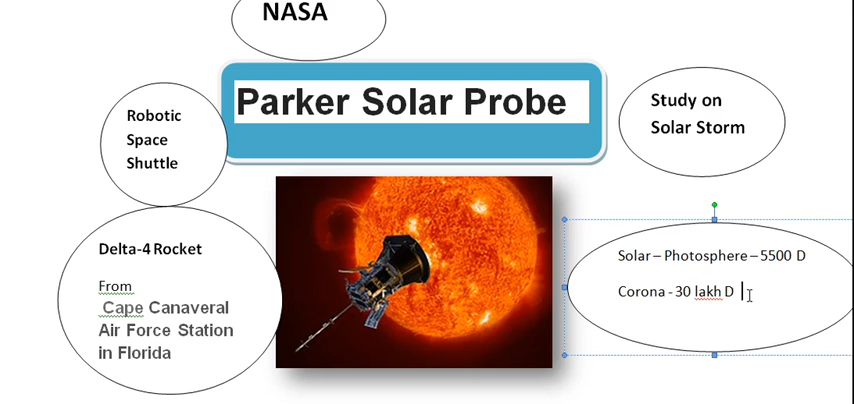 NASA
Parker Solar Probe
Robotic
Space
Shuttle
Study on
Solar Storm
Delta-4 Rocket
From
Cape Canaveral
Air Force Station
in Florida
Solar – Photosphere – 5500 D
Corona - 30 lakh D